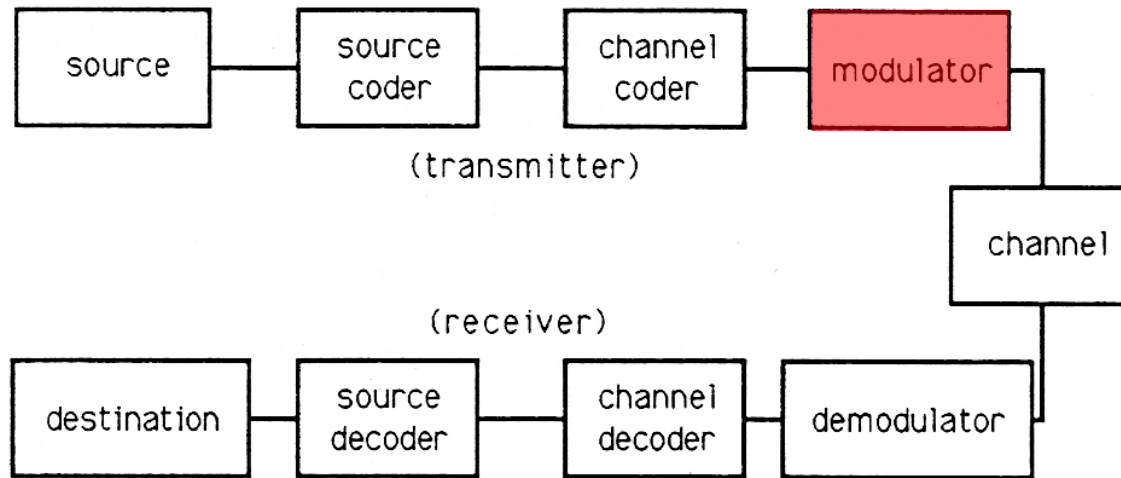 source
source
coder
channel
coder
modulator
(transmitter)
channel
(receiver)
destination
source
decoder
channel
decoder
demodulator